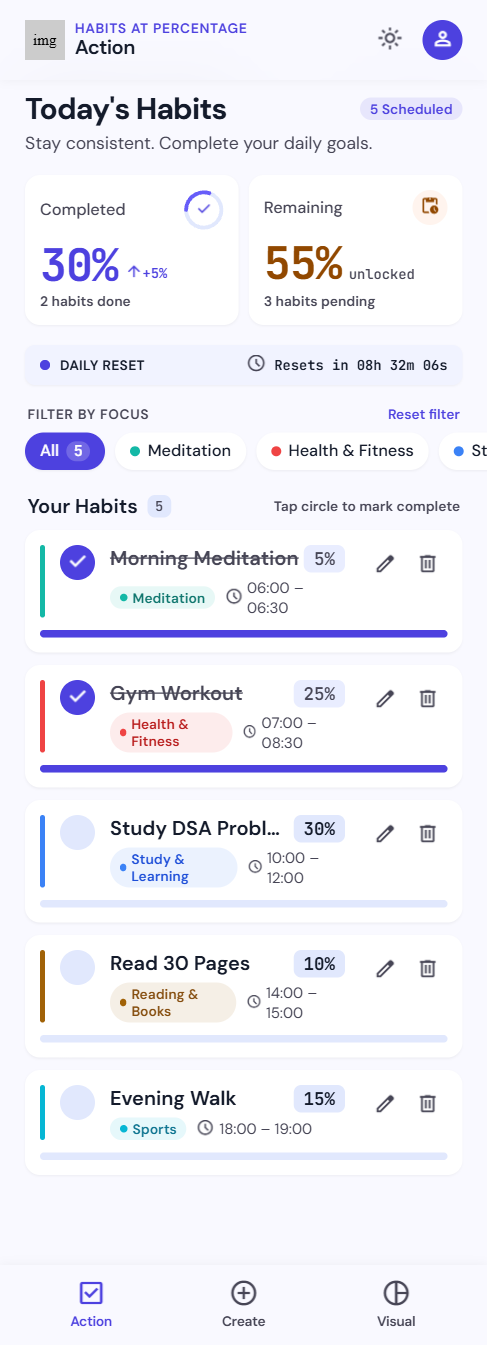 img
HABITS AT PERCENTAGE
Action
Today's Habits
5 Scheduled
Stay consistent. Complete your daily goals.
Completed
30%
+5%
2 habits done
Remaining
55%
unlocked
3 habits pending
DAILY RESET
Resets in 08h 32m 06s
FILTER BY FOCUS
Reset filter
All 5
Meditation
Health & Fitness
St
Your Habits 5
Tap circle to mark complete
Morning Meditation
5%
Meditation
06:00 –
06:30
Gym Workout
25%
Health &
Fitness
07:00 –
08:30
Study DSA Probl...
30%
Study &
Learning
10:00 –
12:00
Read 30 Pages
10%
Reading &
Books
14:00 –
15:00
Evening Walk
15%
Sports
18:00 – 19:00
Action
Create
Visual